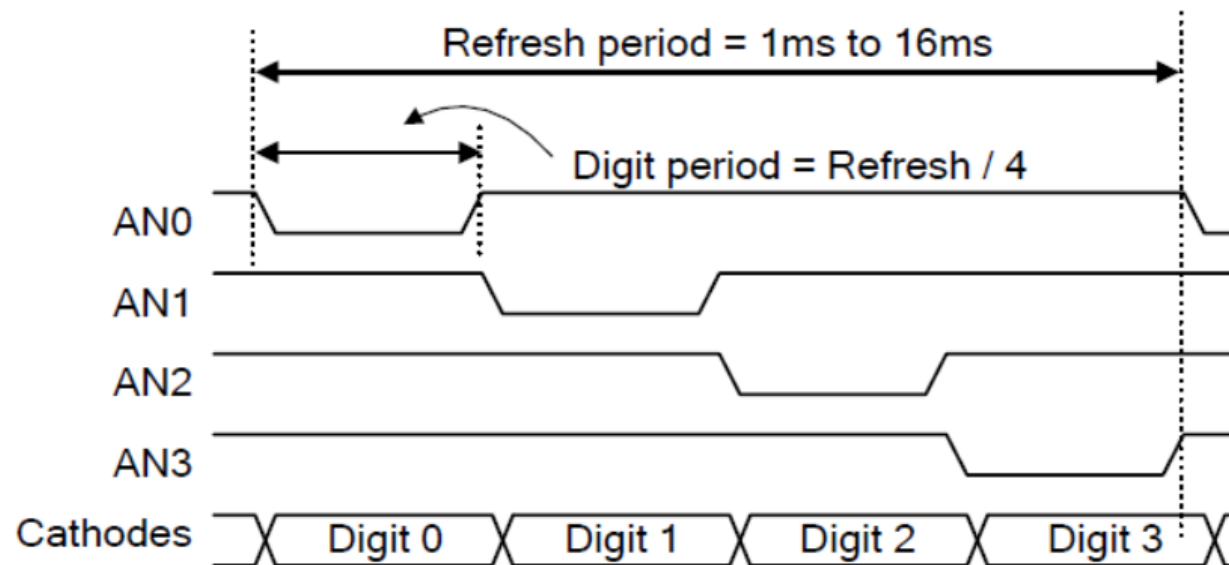 Refresh period = 1ms to 16ms
Digit period = Refresh / 4
AN0
AN1
AN2
AN3
Cathodes Digit 0 Digit 1 Digit 2 Digit 3